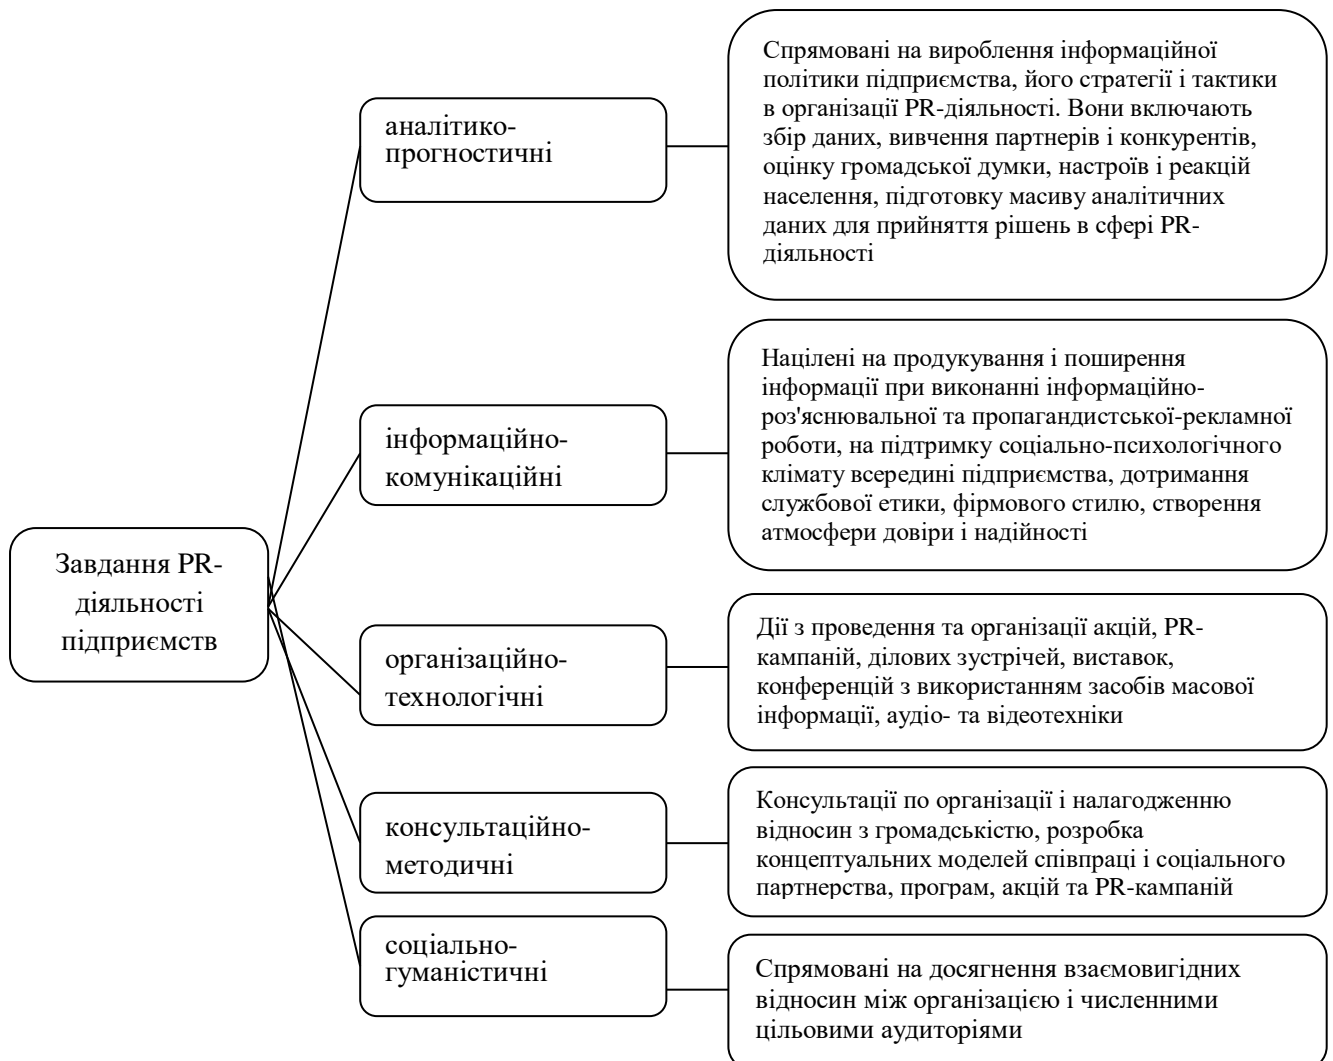 Завдання PR-
діяльності
підприємств
аналітико-
прогностичні
Спрямовані на вироблення інформаційної
політики підприємства, його стратегії і тактики
в організації PR-діяльності. Вони включають
збір даних, вивчення партнерів і конкурентів,
оцінку громадської думки, настроїв і реакцій
населення, підготовку масиву аналітичних
даних для прийняття рішень в сфері PR-
діяльності
інформаційно-
комунікаційні
Націлені на продукування і поширення
інформації при виконанні інформаційно-
роз'яснювальної та пропагандистської-рекламної
роботи, на підтримку соціально-психологічного
клімату всередині підприємства, дотримання
службової етики, фірмового стилю, створення
атмосфери довіри і надійності
організаційно-
технологічні
Дії з проведення та організації акцій, PR-
кампаній, ділових зустрічей, виставок,
конференцій з використанням засобів масової
інформації, аудіо- та відеотехніки
консультаційно-
методичні
Консультації по організації і налагодженню
відносин з громадськістю, розробка
концептуальних моделей співпраці і соціального
партнерства, програм, акцій та PR-кампаній
соціально-
гуманістичні
Спрямовані на досягнення взаємовигідних
відносин між організацією і численними
цільовими аудиторіями